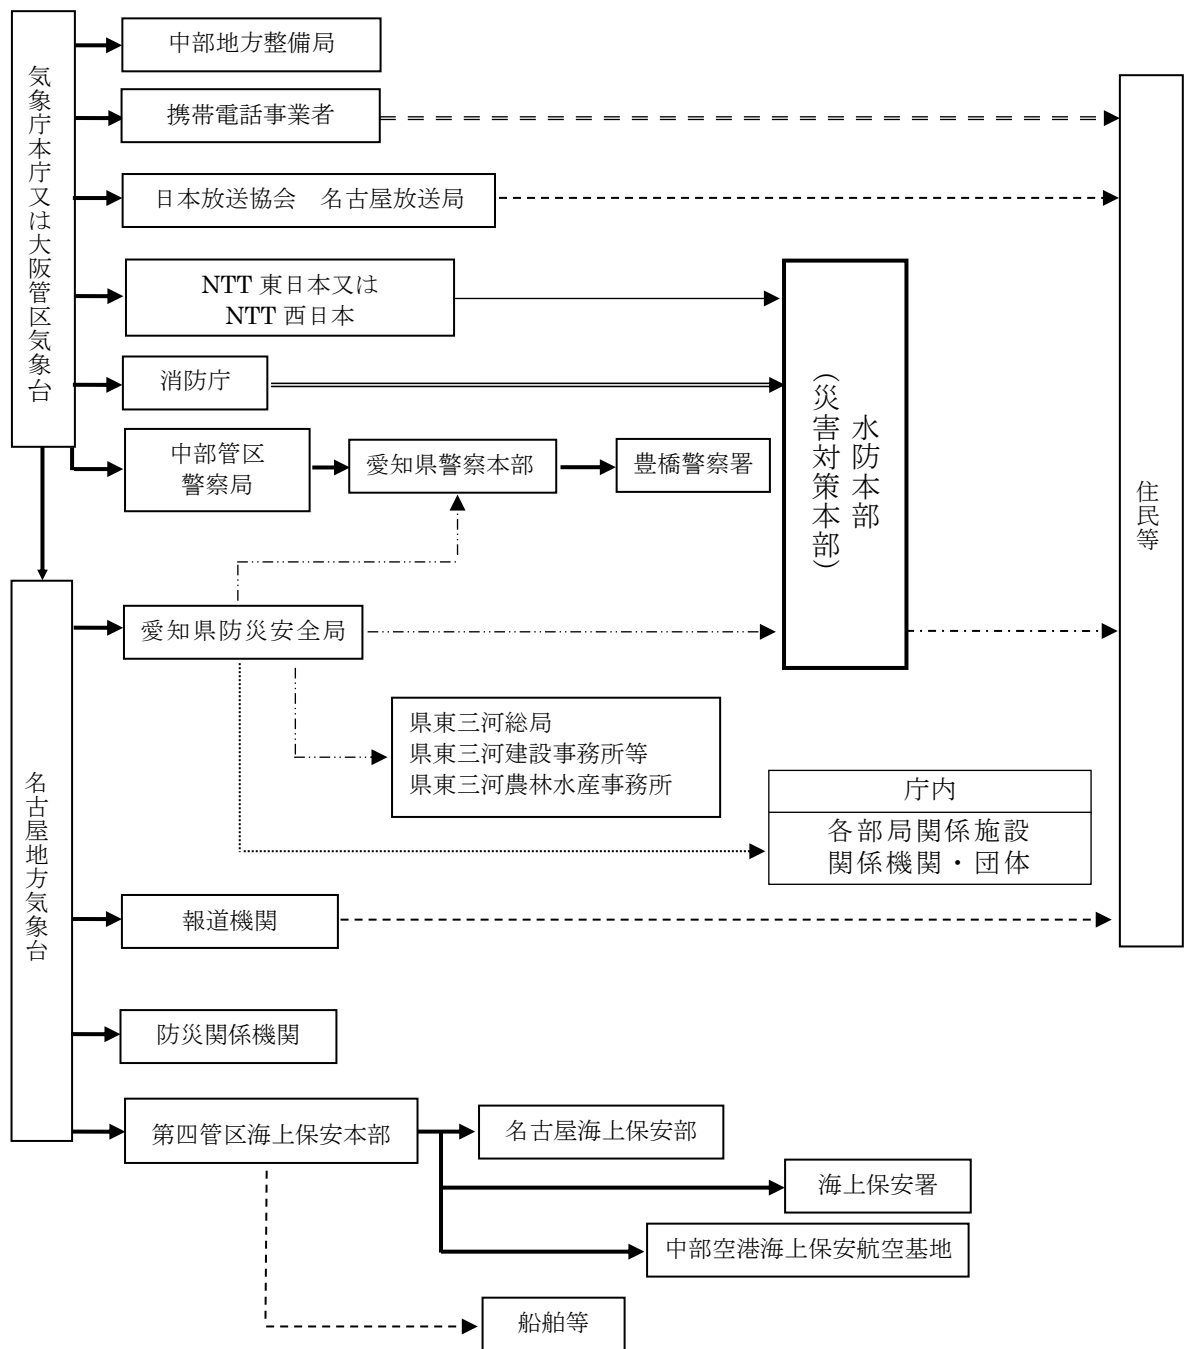 気象庁本庁又は大阪管区気象台
中部地方整備局
携帯電話事業者
日本放送協会　名古屋放送局
NTT 東日本又は
NTT 西日本
消防庁
中部管区
警察局
愛知県警察本部
豊橋警察署
水防本部
（災害対策本部）
住民等
名古屋地方気象台
愛知県防災安全局
県東三河総局
県東三河建設事務所等
県東三河農林水産事務所
庁内
各部局関係施設
関係機関・団体
報道機関
防災関係機関
第四管区海上保安本部
名古屋海上保安部
海上保安署
中部空港海上保安航空基地
船舶等